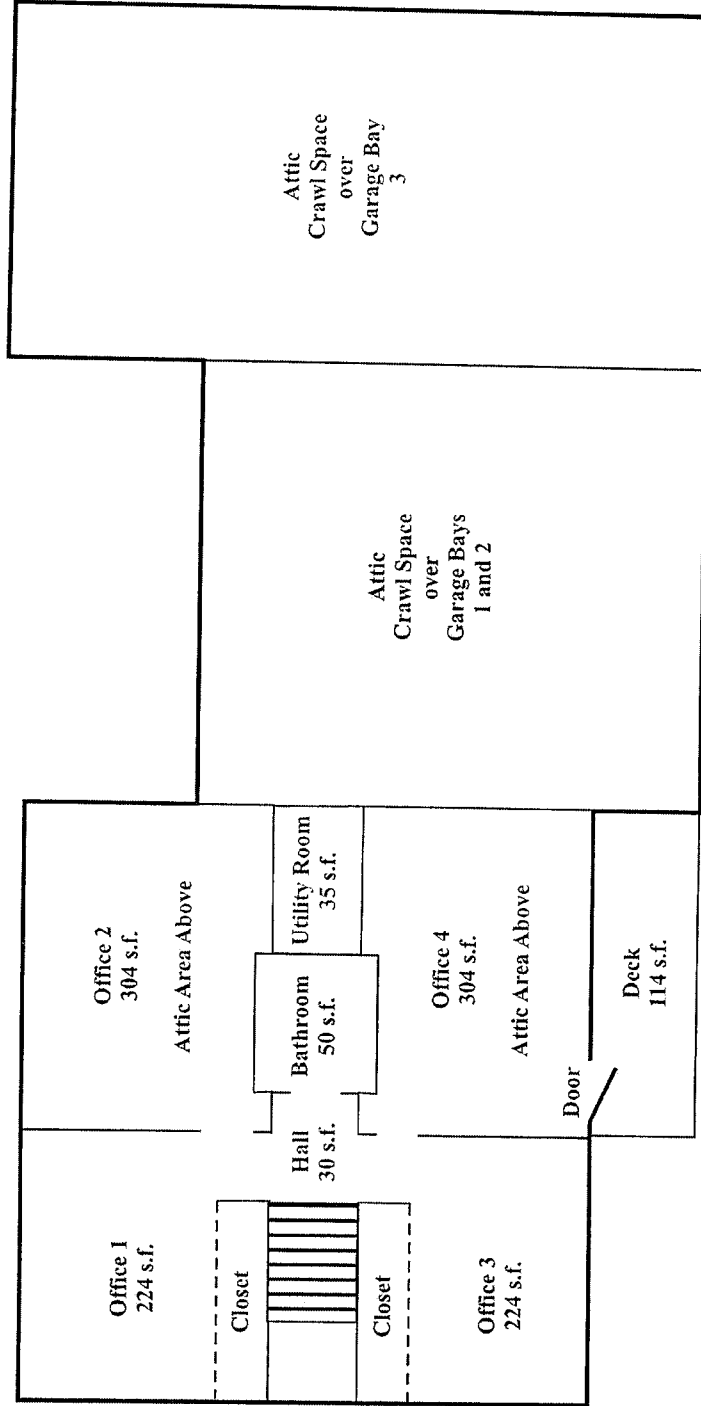 Office 1
224 s.f.
Office 2
304 s.f.
Attic Area Above
Closet
Hall
30 s.f.
Bathroom
50 s.f.
Utility Room
35 s.f.
Closet
Office 3
224 s.f.
Office 4
304 s.f.
Attic Area Above
Door
Deck
114 s.f.
Attic
Crawl Space
over
Garage Bays
1 and 2
Attic
Crawl Space
over
Garage Bay
3